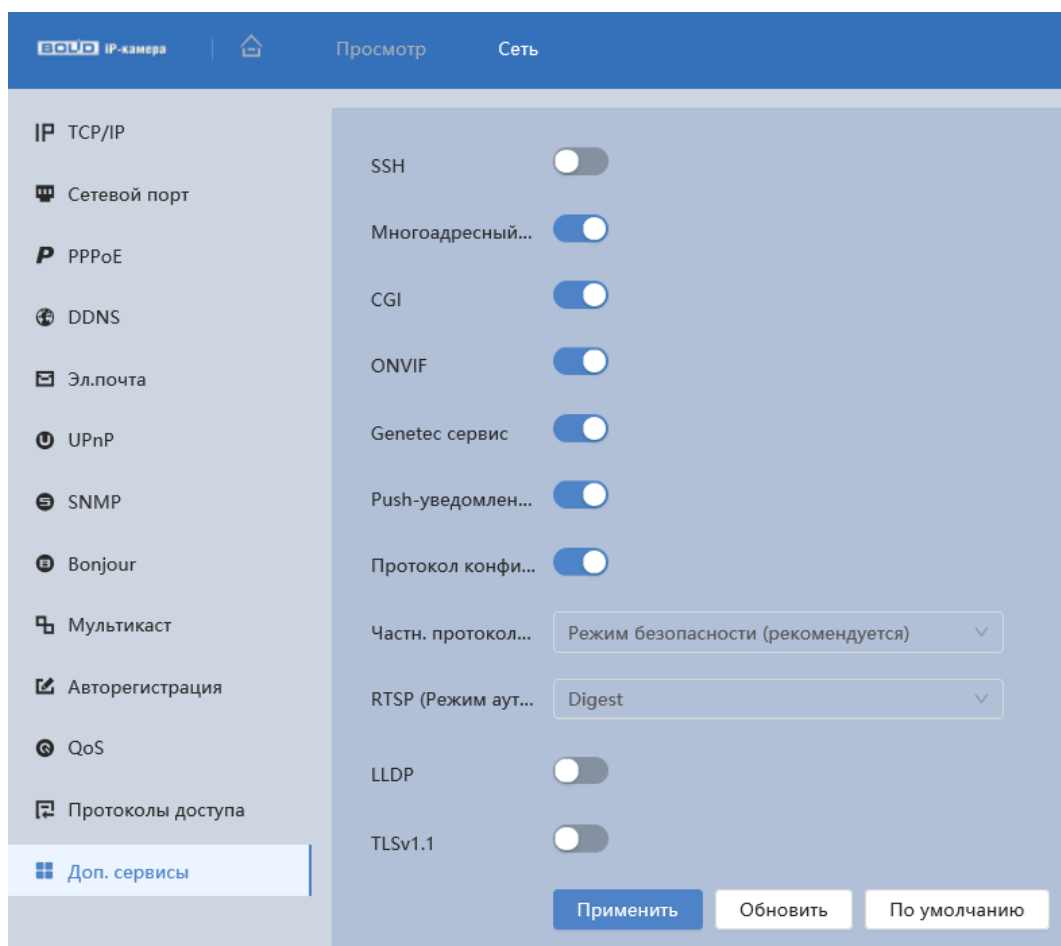 BOLID IP-камера
Просмотр Сеть
TCP/IP
Сетевой порт
PPPoE
DDNS
Эл.почта
UPnP
SNMP
Bonjour
Мультикаст
Авторегистрация
QoS
Протоколы доступа
Доп. сервисы
SSH
Многоадресный...
CGI
ONVIF
Genetec сервис
Push-уведомлен...
Протокол конфи...
Частн. протокол... Режим безопасности (рекомендуется)
RTSP (Режим аут... Digest
LLDP
TLSv1.1
Применить Обновить По умолчанию